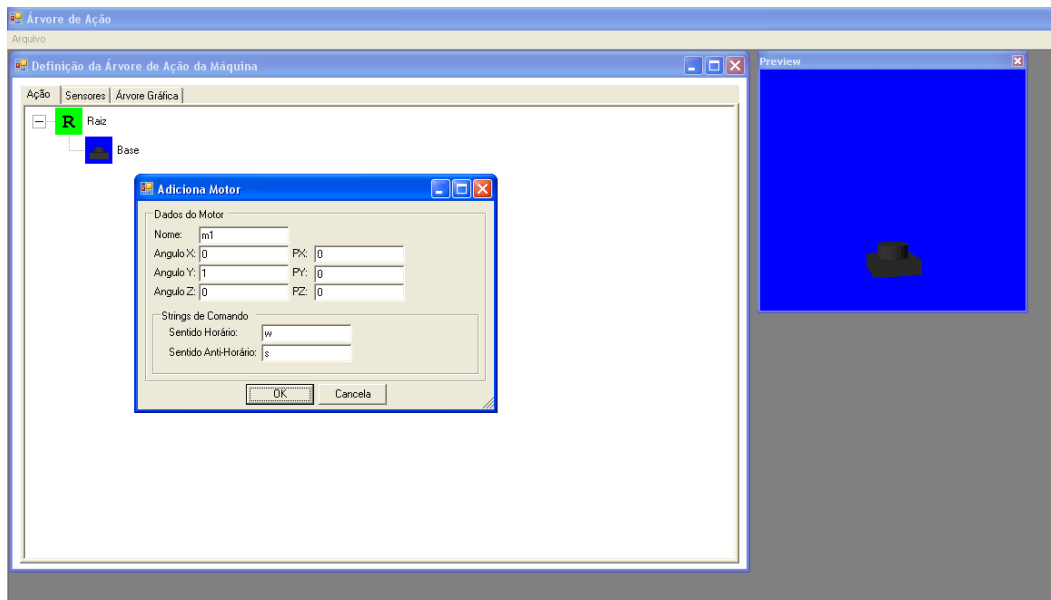 Árvore de Ação
Arquivo
Definição da Árvore de Ação da Máquina
Preview
Ação Sensores Árvore Gráfica
R Raiz
Base
Adiciona Motor
Dados do Motor
Nome: m1
Angulo X: 0 PX: 0
Angulo Y: 1 PY: 0
Angulo Z: 0 PZ: 0
Strings de Comando
Sentido Horário: w
Sentido Anti-Horário: s
OK Cancela